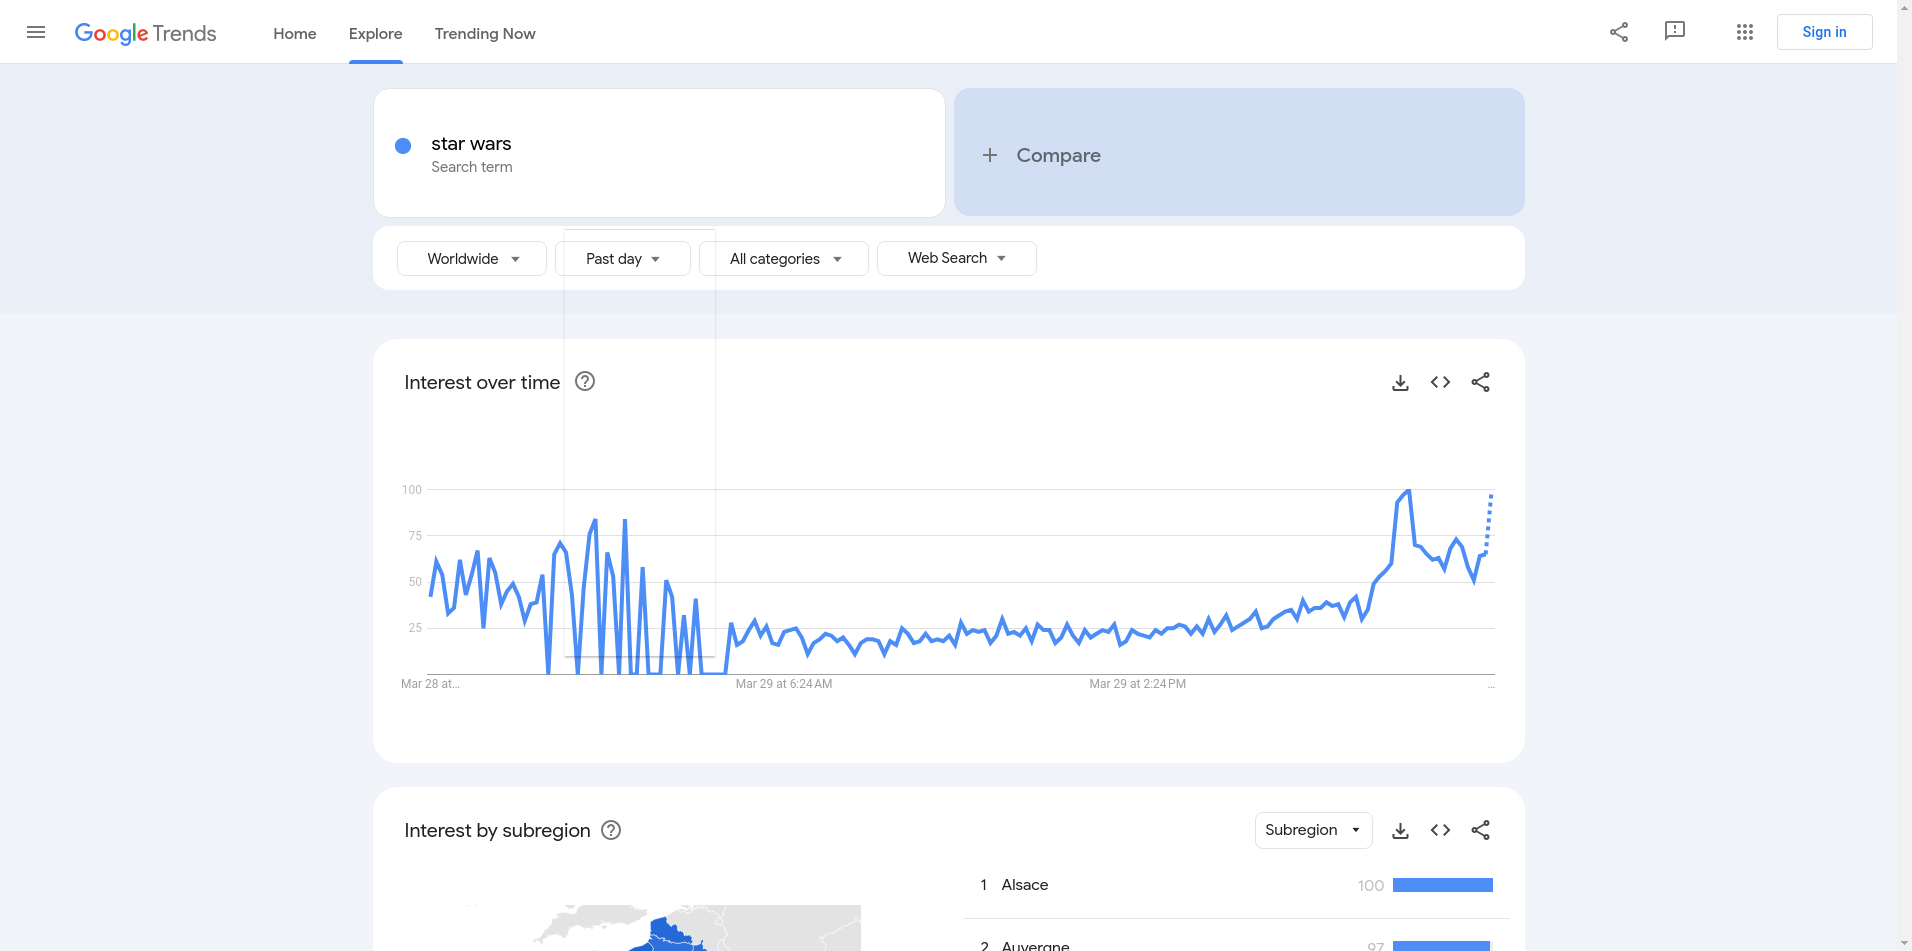 Google Trends Home Explore Trending Now Sign in
star wars
Search term
Compare
Worldwide Past day All categories Web Search
Interest over time
100
75
50
25
Mar 28 at... Mar 29 at 6:24 AM Mar 29 at 2:24 PM ...
Interest by subregion Subregion
1 Alsace 100
2 Auvergne 97